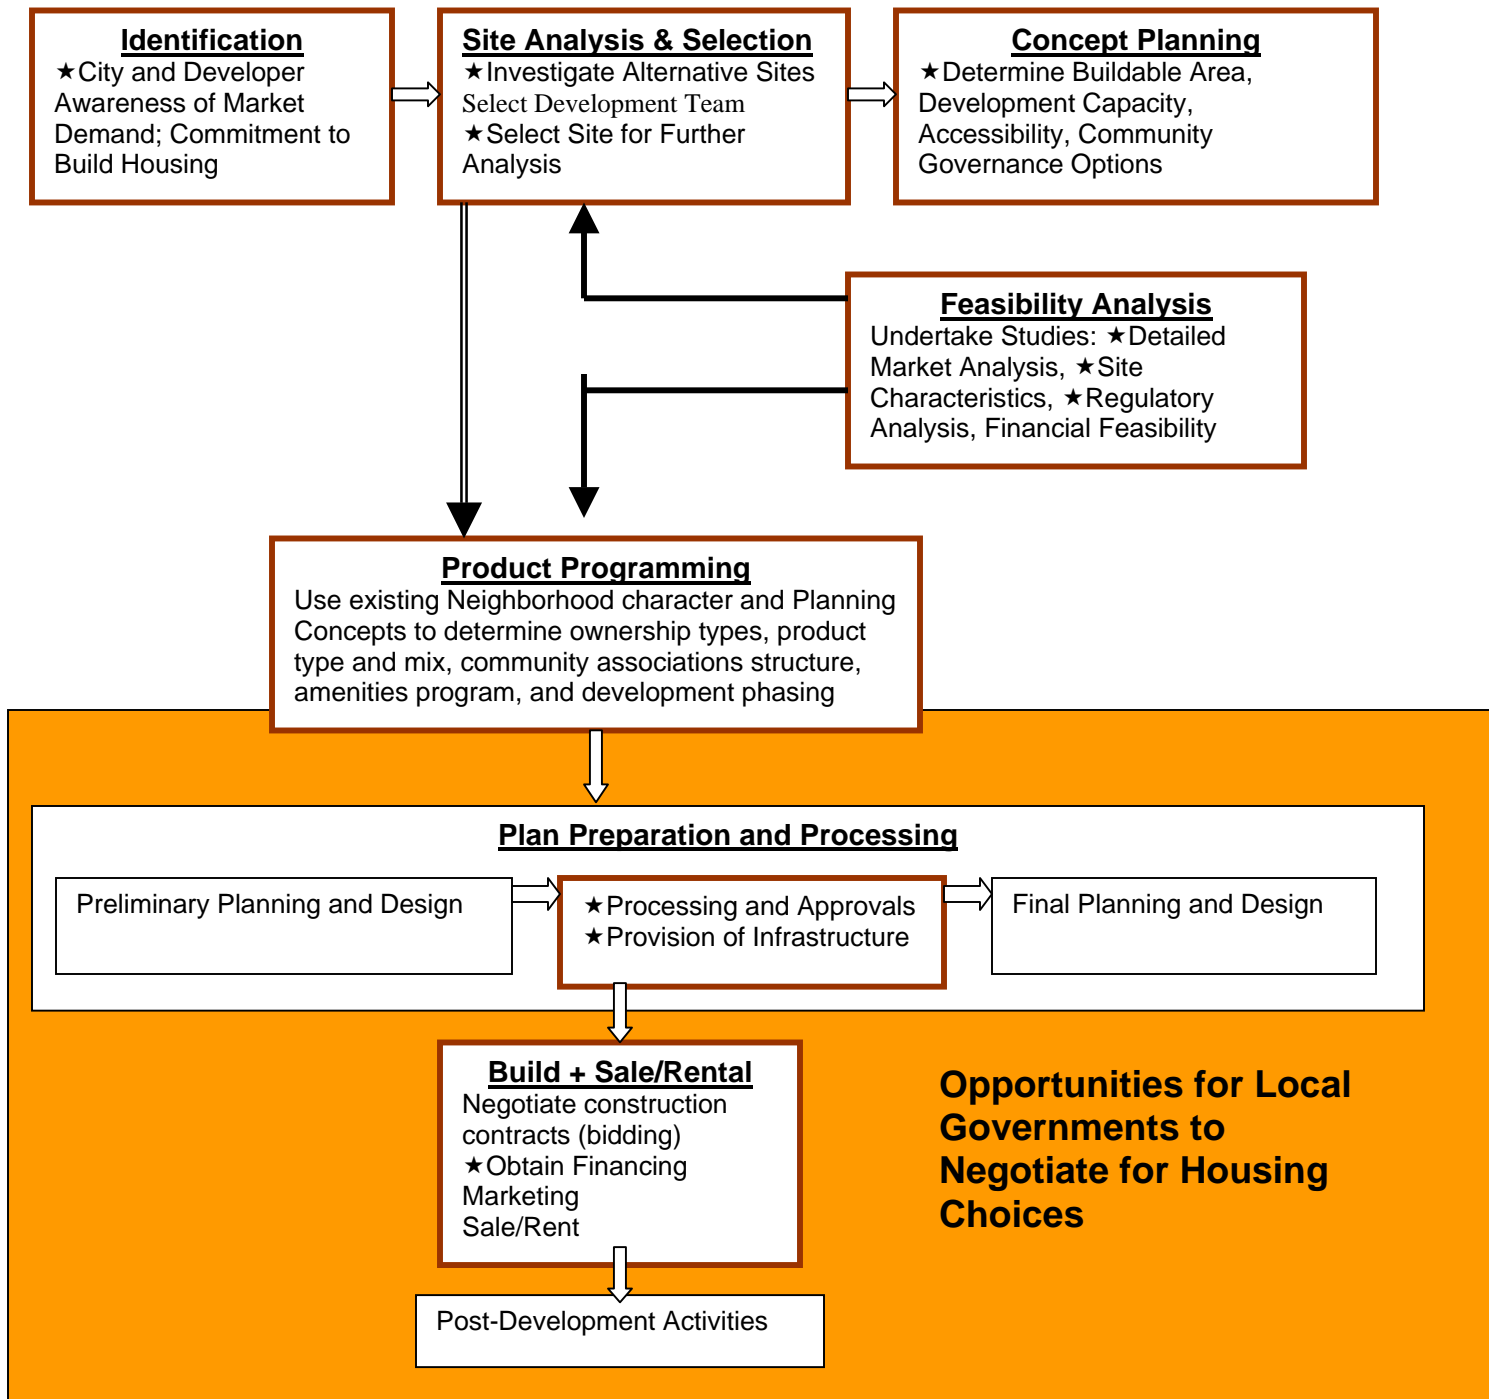 Identification
★City and Developer
Awareness of Market
Demand; Commitment to
Build Housing
Site Analysis & Selection
★Investigate Alternative Sites
Select Development Team
★Select Site for Further
Analysis
Concept Planning
★Determine Buildable Area,
Development Capacity,
Accessibility, Community
Governance Options
Feasibility Analysis
Undertake Studies: ★Detailed
Market Analysis, ★Site
Characteristics, ★Regulatory
Analysis, Financial Feasibility
Product Programming
Use existing Neighborhood character and Planning
Concepts to determine ownership types, product
type and mix, community associations structure,
amenities program, and development phasing
Plan Preparation and Processing
Preliminary Planning and Design
★Processing and Approvals
★Provision of Infrastructure
Final Planning and Design
Build + Sale/Rental
Negotiate construction
contracts (bidding)
★Obtain Financing
Marketing
Sale/Rent
Opportunities for Local
Governments to
Negotiate for Housing
Choices
Post-Development Activities